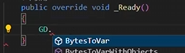 public override void _Ready()
{
GD.
BytesToVar
}
BytesToVarWithObjects